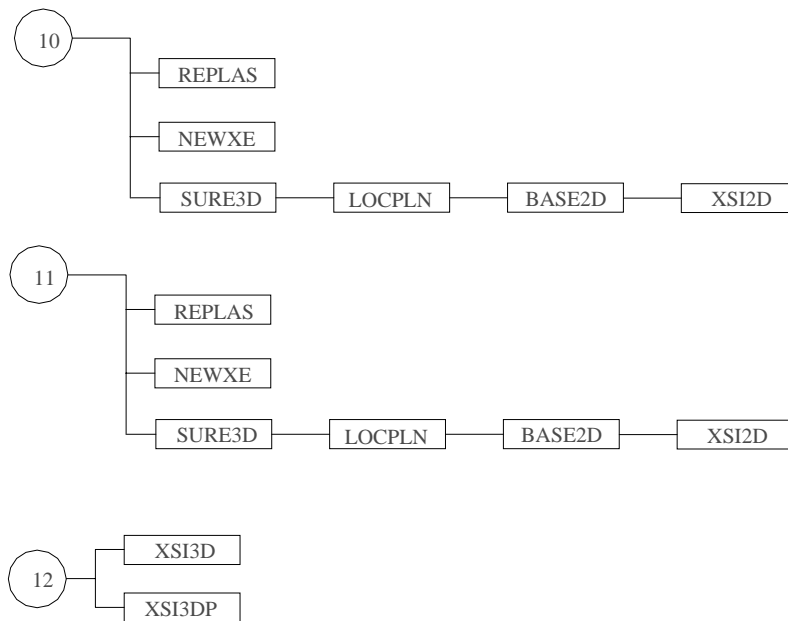 10
REPLAS
NEWXE
SURE3D LOCPLN BASE2D XSI2D
11
REPLAS
NEWXE
SURE3D LOCPLN BASE2D XSI2D
12
XSI3D
XSI3DP